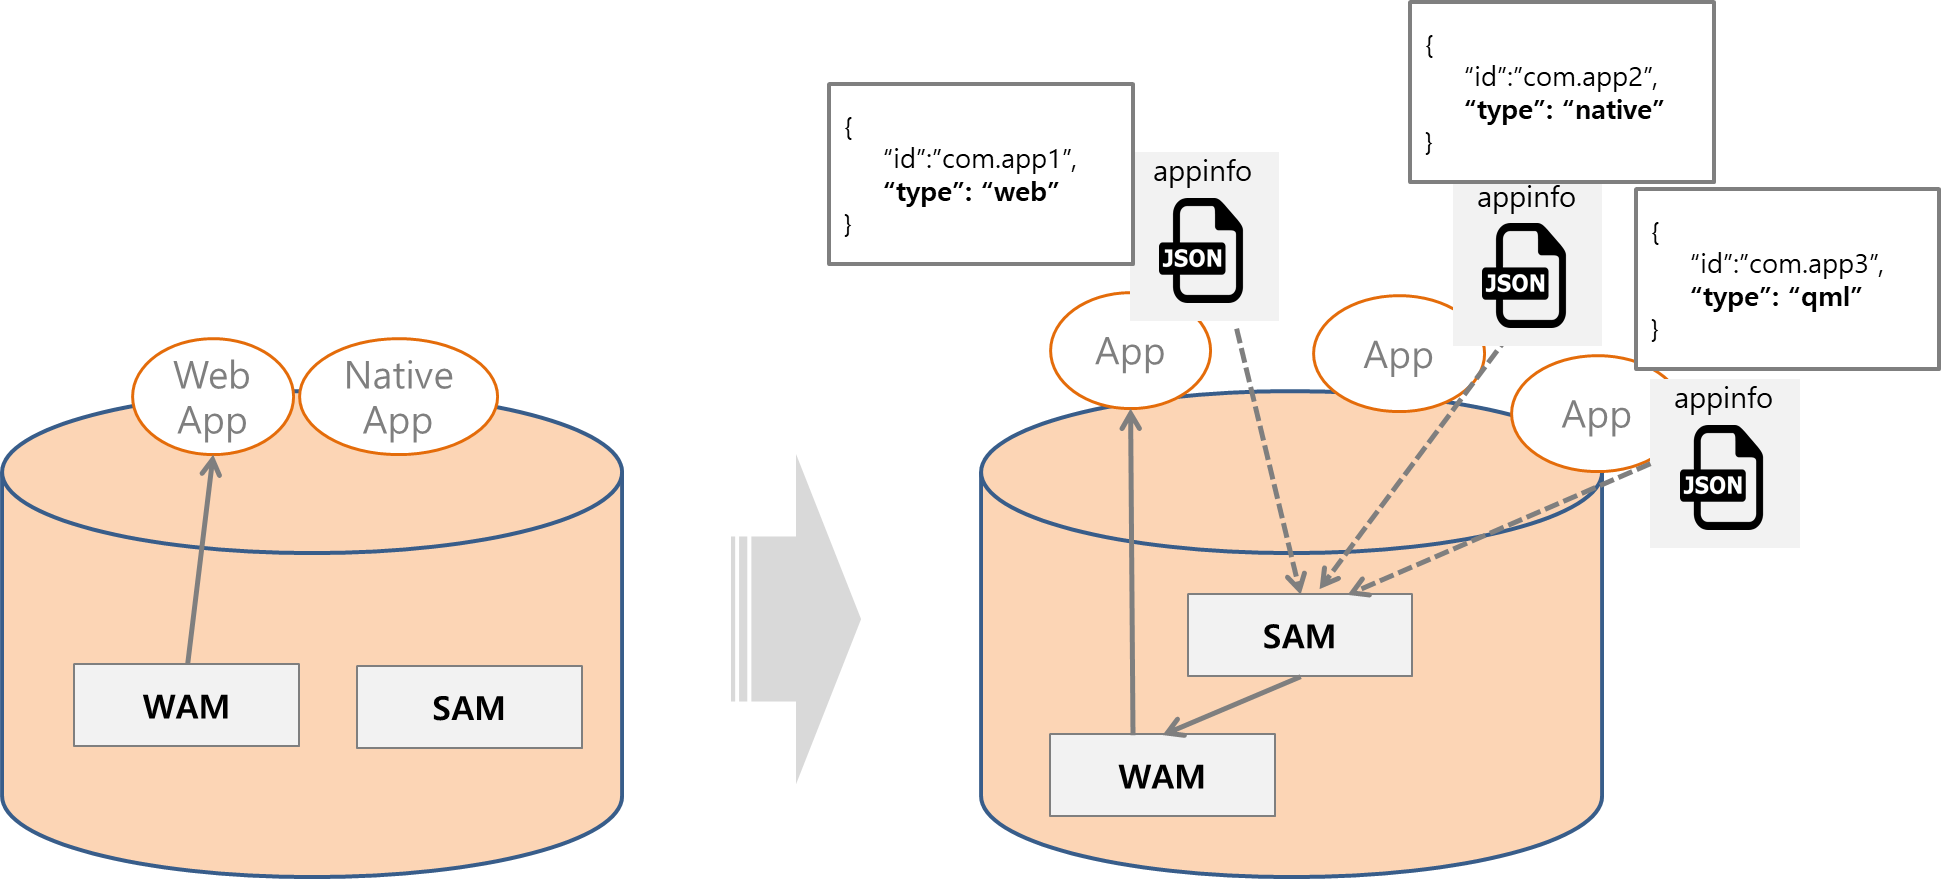 Web
App
Native
App
WAM
SAM
{
“id”:”com.app1”,
“type”: “web”
}
appinfo
JSON
{
“id”:”com.app2”,
“type”: “native”
}
appinfo
JSON
{
“id”:”com.app3”,
“type”: “qml”
}
appinfo
JSON
App
App
App
SAM
WAM